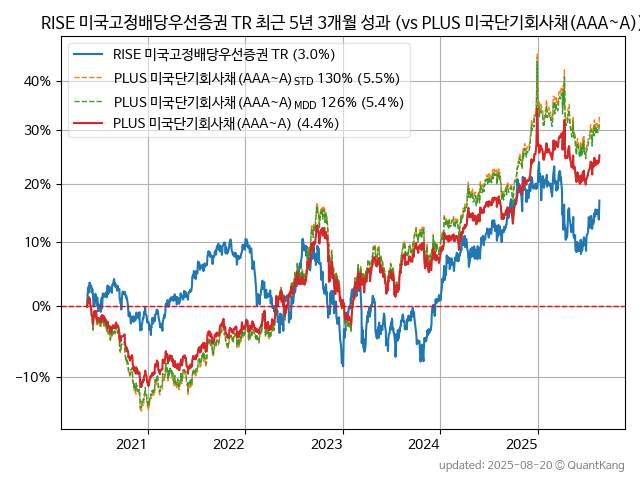 RISE 미국고정배당우선증권 TR 최근 5년 3개월 성과 (vs PLUS 미국단기회사채(AAA~A))
RISE 미국고정배당우선증권 TR (3.0%)
PLUS 미국단기회사채(AAA~A)STD 130% (5.5%)
PLUS 미국단기회사채(AAA~A)MDD 126% (5.4%)
PLUS 미국단기회사채(AAA~A) (4.4%)
40%
30%
20%
10%
0%
−10%
2021 2022 2023 2024 2025
updated: 2025-08-20 © QuantKang